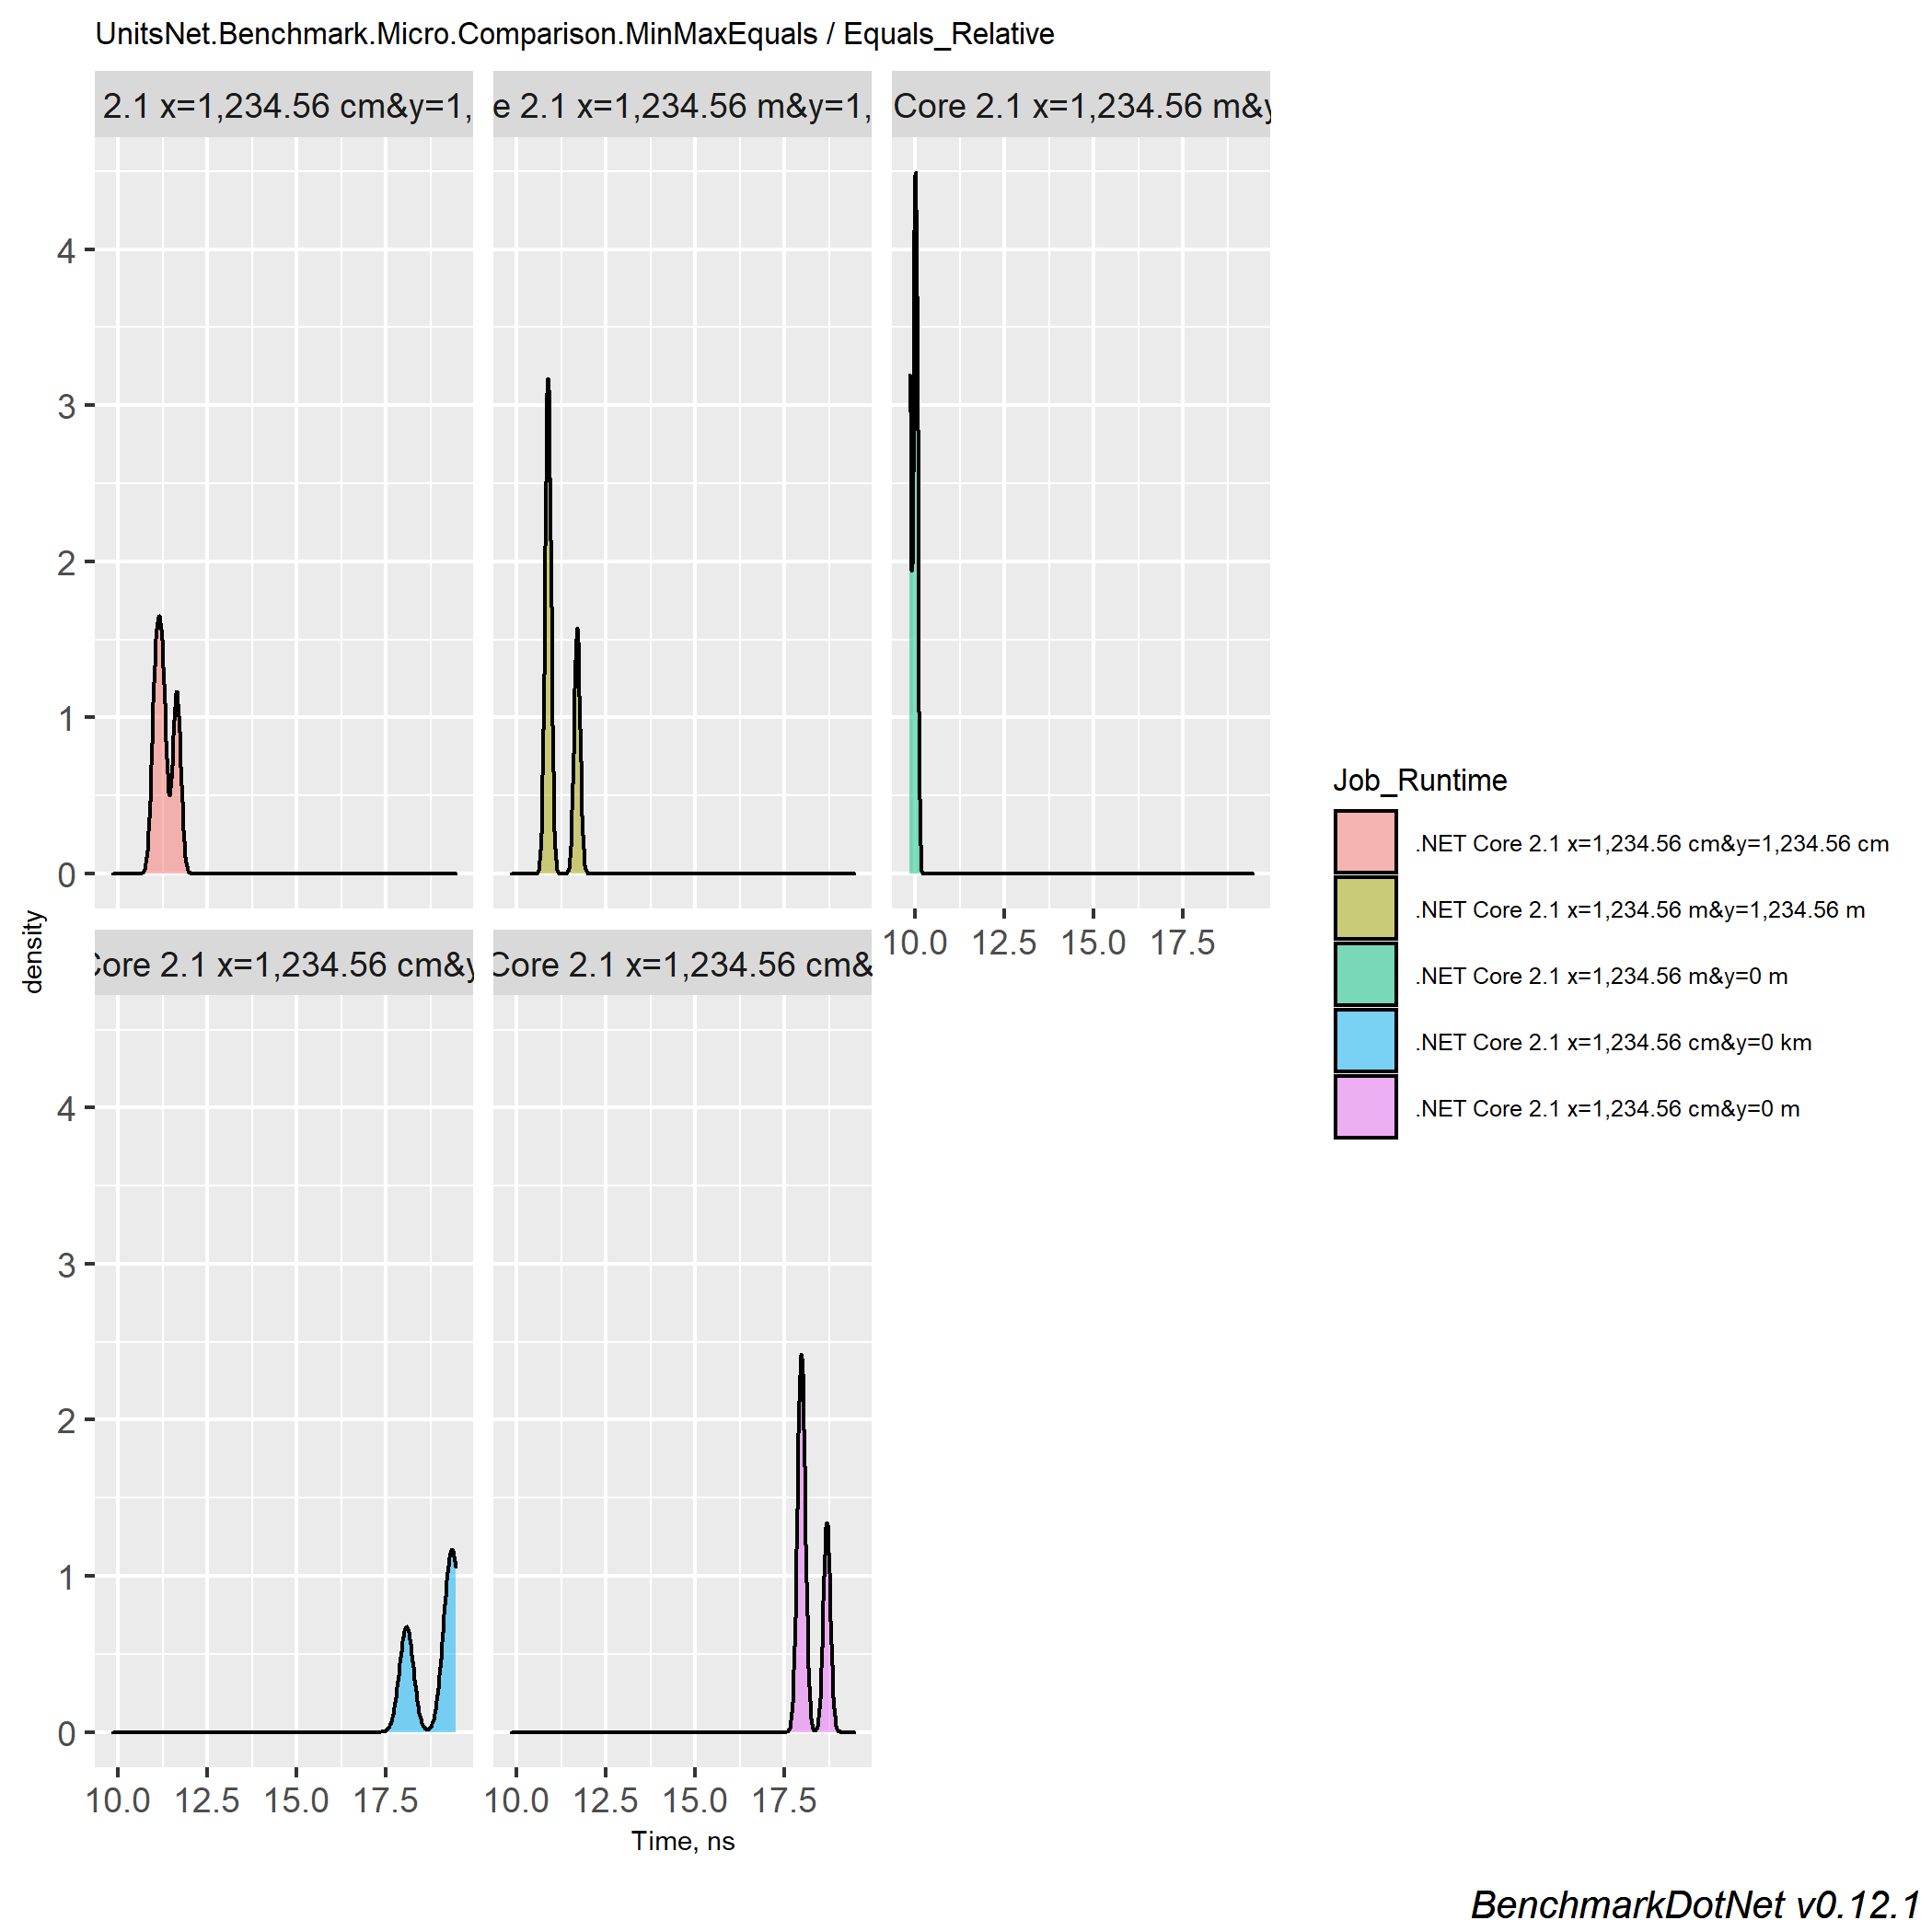 UnitsNet.Benchmark.Micro.Comparison.MinMaxEquals / Equals_Relative
2.1 x=1,234.56 cm&y=1,
e 2.1 x=1,234.56 m&y=1,
Core 2.1 x=1,234.56 m&y
4
3
2
1
0
10.0 12.5 15.0 17.5
density
Core 2.1 x=1,234.56 cm&y
Core 2.1 x=1,234.56 cm&
4
3
2
1
0
10.0 12.5 15.0 17.5
10.0 12.5 15.0 17.5
Time, ns
Job_Runtime
.NET Core 2.1 x=1,234.56 cm&y=1,234.56 cm
.NET Core 2.1 x=1,234.56 m&y=1,234.56 m
.NET Core 2.1 x=1,234.56 m&y=0 m
.NET Core 2.1 x=1,234.56 cm&y=0 km
.NET Core 2.1 x=1,234.56 cm&y=0 m
BenchmarkDotNet v0.12.1